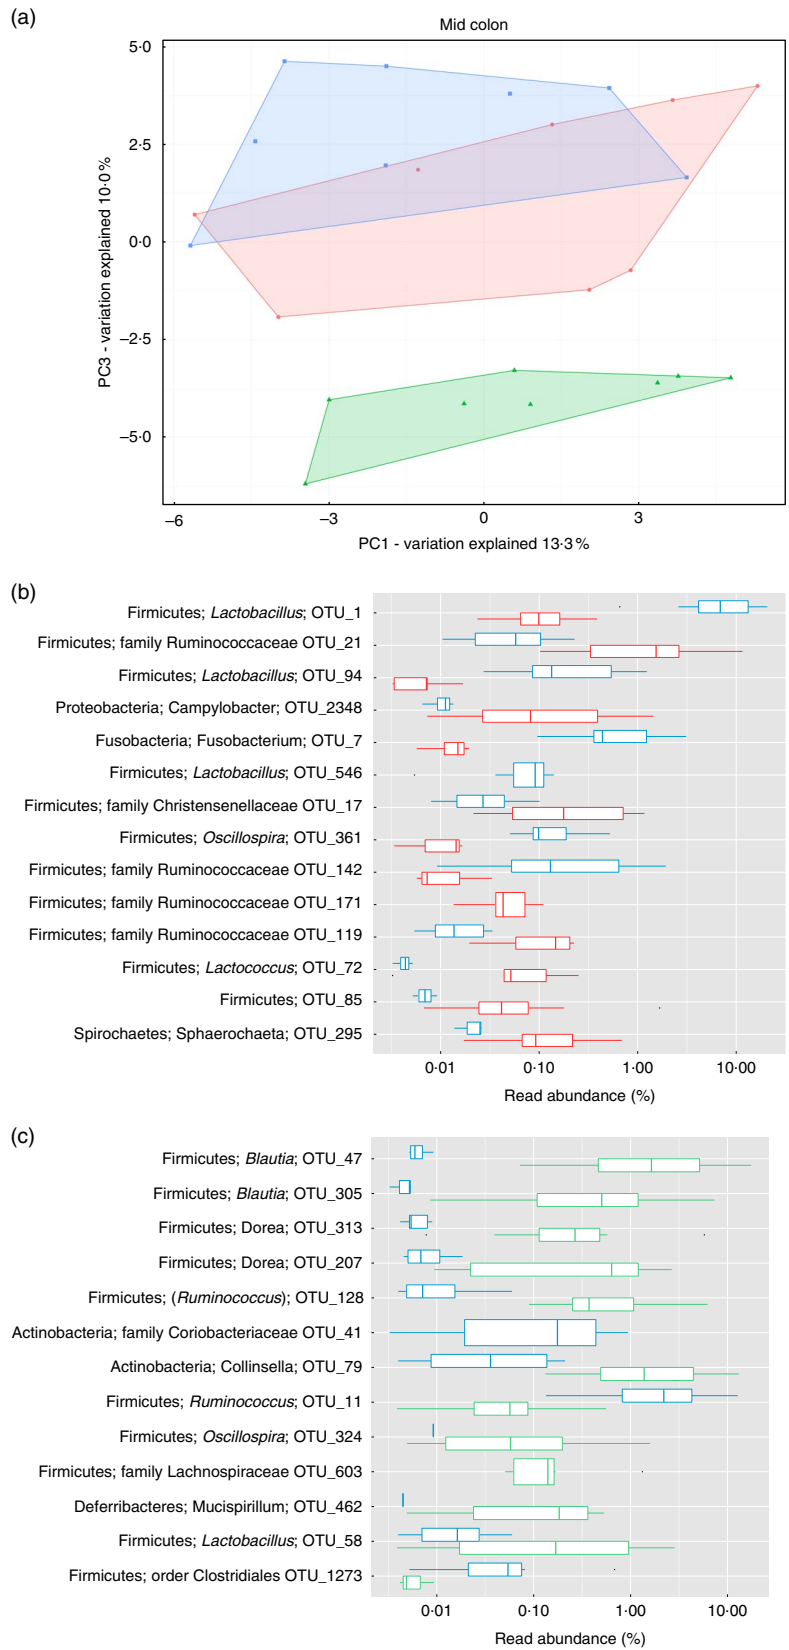 (a)
Mid colon
5·0
2·5
0·0
–2·5
–5·0
PC3 - variation explained 10·0 %
–6
–3
0
3
PC1 - variation explained 13·3 %
(b)
Firmicutes; Lactobacillus; OTU_1
Firmicutes; family Ruminococcaceae OTU_21
Firmicutes; Lactobacillus; OTU_94
Proteobacteria; Campylobacter; OTU_2348
Fusobacteria; Fusobacterium; OTU_7
Firmicutes; Lactobacillus; OTU_546
Firmicutes; family Christensenellaceae OTU_17
Firmicutes; Oscillospira; OTU_361
Firmicutes; family Ruminococcaceae OTU_142
Firmicutes; family Ruminococcaceae OTU_171
Firmicutes; family Ruminococcaceae OTU_119
Firmicutes; Lactococcus; OTU_72
Firmicutes; OTU_85
Spirochaetes; Sphaerochaeta; OTU_295
0·01
0·10
1·00
10·00
Read abundance (%)
(c)
Firmicutes; Blautia; OTU_47
Firmicutes; Blautia; OTU_305
Firmicutes; Dorea; OTU_313
Firmicutes; Dorea; OTU_207
Firmicutes; (Ruminococcus); OTU_128
Actinobacteria; family Coriobacteriaceae OTU_41
Actinobacteria; Collinsella; OTU_79
Firmicutes; Ruminococcus; OTU_11
Firmicutes; Oscillospira; OTU_324
Firmicutes; family Lachnospiraceae OTU_603
Deferribacteres; Mucispirillum; OTU_462
Firmicutes; Lactobacillus; OTU_58
Firmicutes; order Clostridiales OTU_1273
0·01
0·10
1·00
10·00
Read abundance (%)